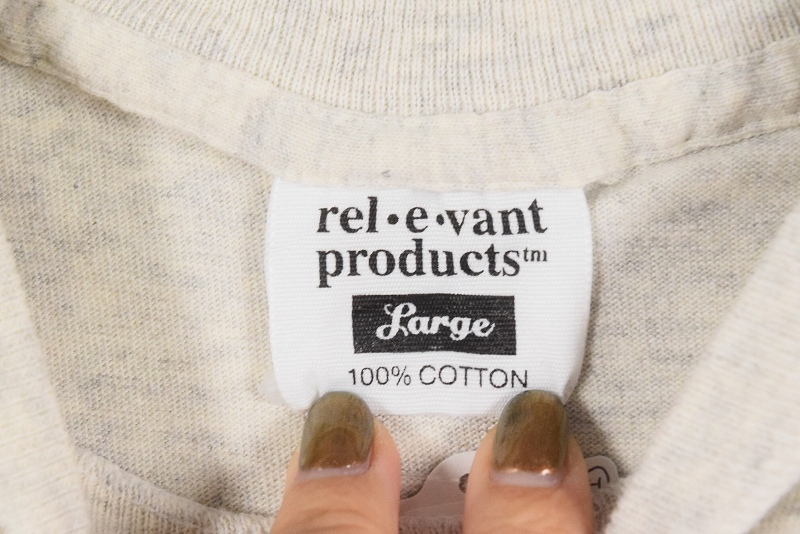 rel•e•vant
products™
Large
100% COTTON